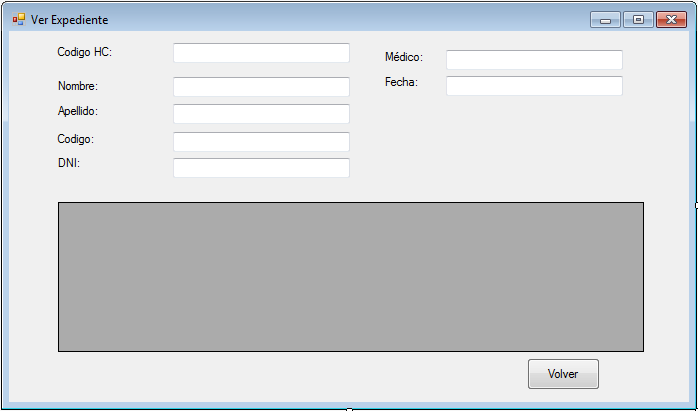 Ver Expediente
Codigo HC:
Médico:
Nombre:
Fecha:
Apellido:
Codigo:
DNI:
Volver